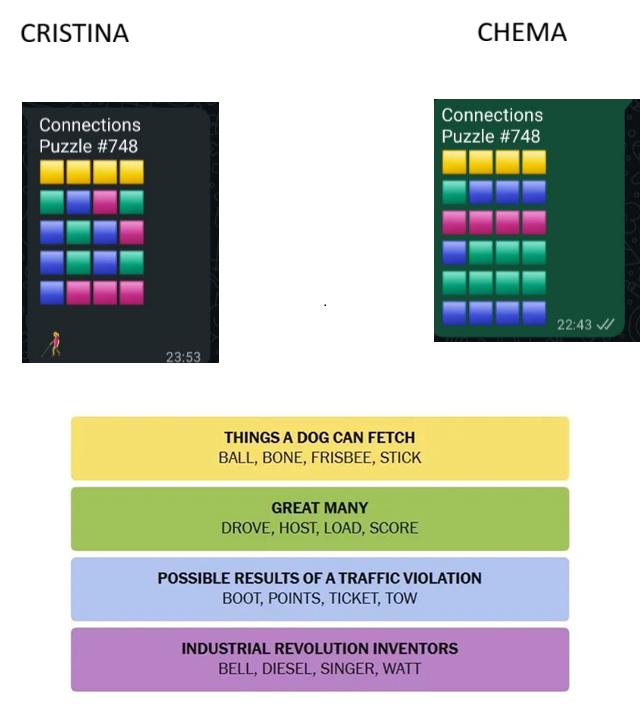 CRISTINA
CHEMA
Connections
Puzzle #748
23:53
Connections
Puzzle #748
22:43
THINGS A DOG CAN FETCH
BALL, BONE, FRISBEE, STICK
GREAT MANY
DROVE, HOST, LOAD, SCORE
POSSIBLE RESULTS OF A TRAFFIC VIOLATION
BOOT, POINTS, TICKET, TOW
INDUSTRIAL REVOLUTION INVENTORS
BELL, DIESEL, SINGER, WATT